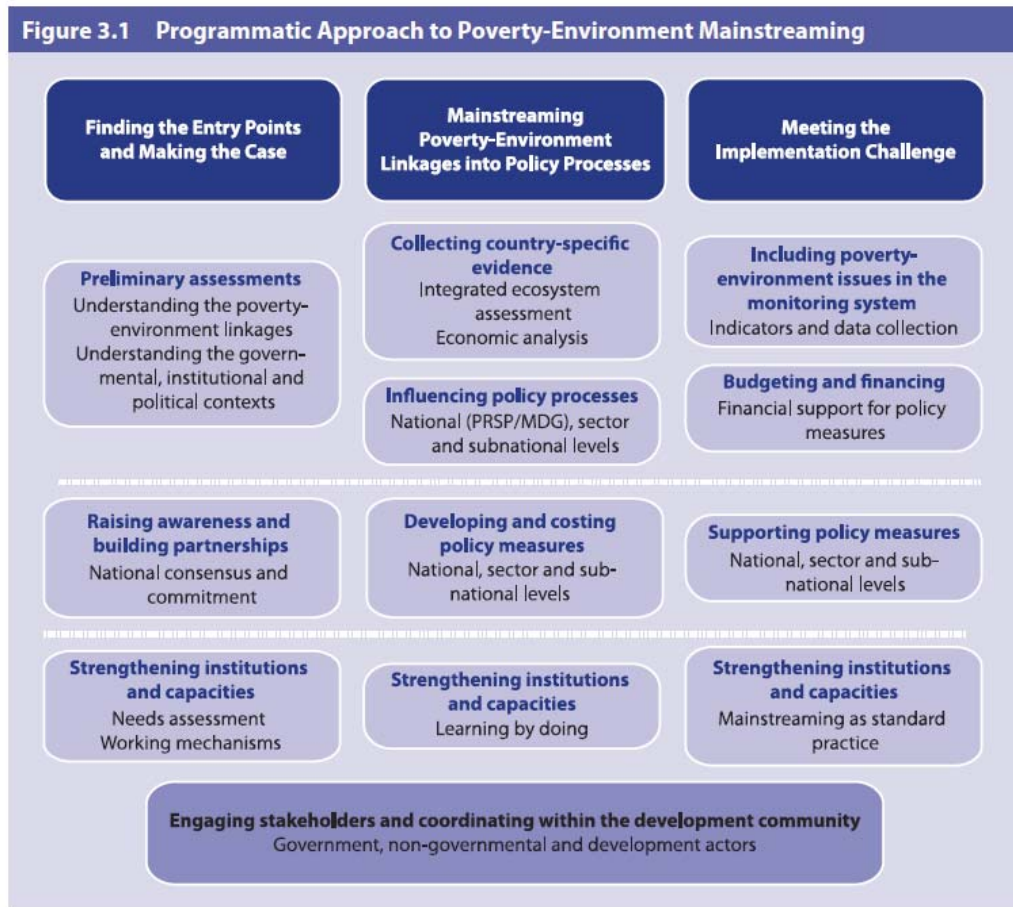 Figure 3.1 Programmatic Approach to Poverty-Environment Mainstreaming
Finding the Entry Points
and Making the Case
Preliminary assessments
Understanding the poverty-
environment linkages
Understanding the govern-
mental, institutional and
political contexts
Raising awareness and
building partnerships
National consensus and
commitment
Strengthening institutions
and capacities
Needs assessment
Working mechanisms
Mainstreaming
Poverty-Environment
Linkages into Policy Processes
Collecting country-specific
evidence
Integrated ecosystem
assessment
Economic analysis
Influencing policy processes
National (PRSP/MDG), sector
and subnational levels
Developing and costing
policy measures
National, sector and sub-
national levels
Strengthening institutions
and capacities
Learning by doing
Meeting the
Implementation Challenge
Including poverty-
environment issues in the
monitoring system
Indicators and data collection
Budgeting and financing
Financial support for policy
measures
Supporting policy measures
National, sector and sub-
national levels
Strengthening institutions
and capacities
Mainstreaming as standard
practice
Engaging stakeholders and coordinating within the development community
Government, non-governmental and development actors